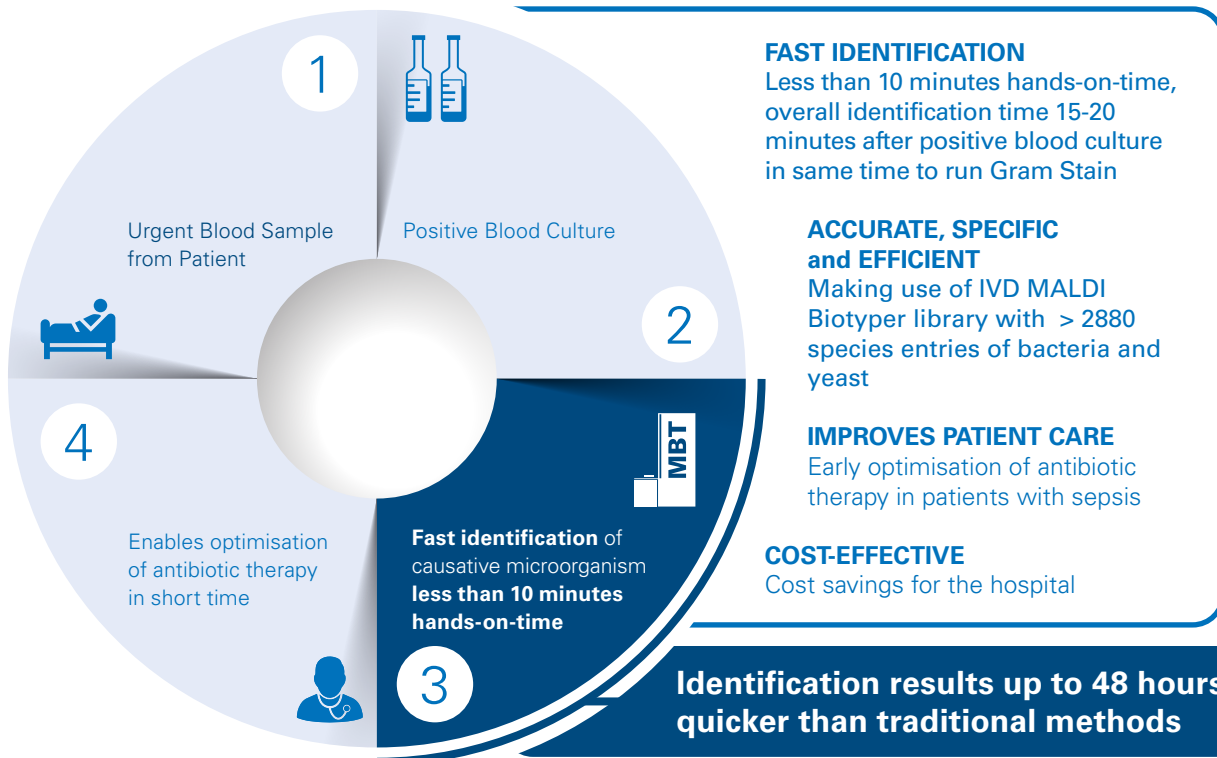 1
Urgent Blood Sample
from Patient
Positive Blood Culture
2
MBT
Fast identification of
causative microorganism
less than 10 minutes
hands-on-time
3
4
Enables optimisation
of antibiotic therapy
in short time
FAST IDENTIFICATION
Less than 10 minutes hands-on-time,
overall identification time 15-20
minutes after positive blood culture
in same time to run Gram Stain
ACCURATE, SPECIFIC
and EFFICIENT
Making use of IVD MALDI
Biotyper library with > 2880
species entries of bacteria and
yeast
IMPROVES PATIENT CARE
Early optimisation of antibiotic
therapy in patients with sepsis
COST-EFFECTIVE
Cost savings for the hospital
Identification results up to 48 hours
quicker than traditional methods